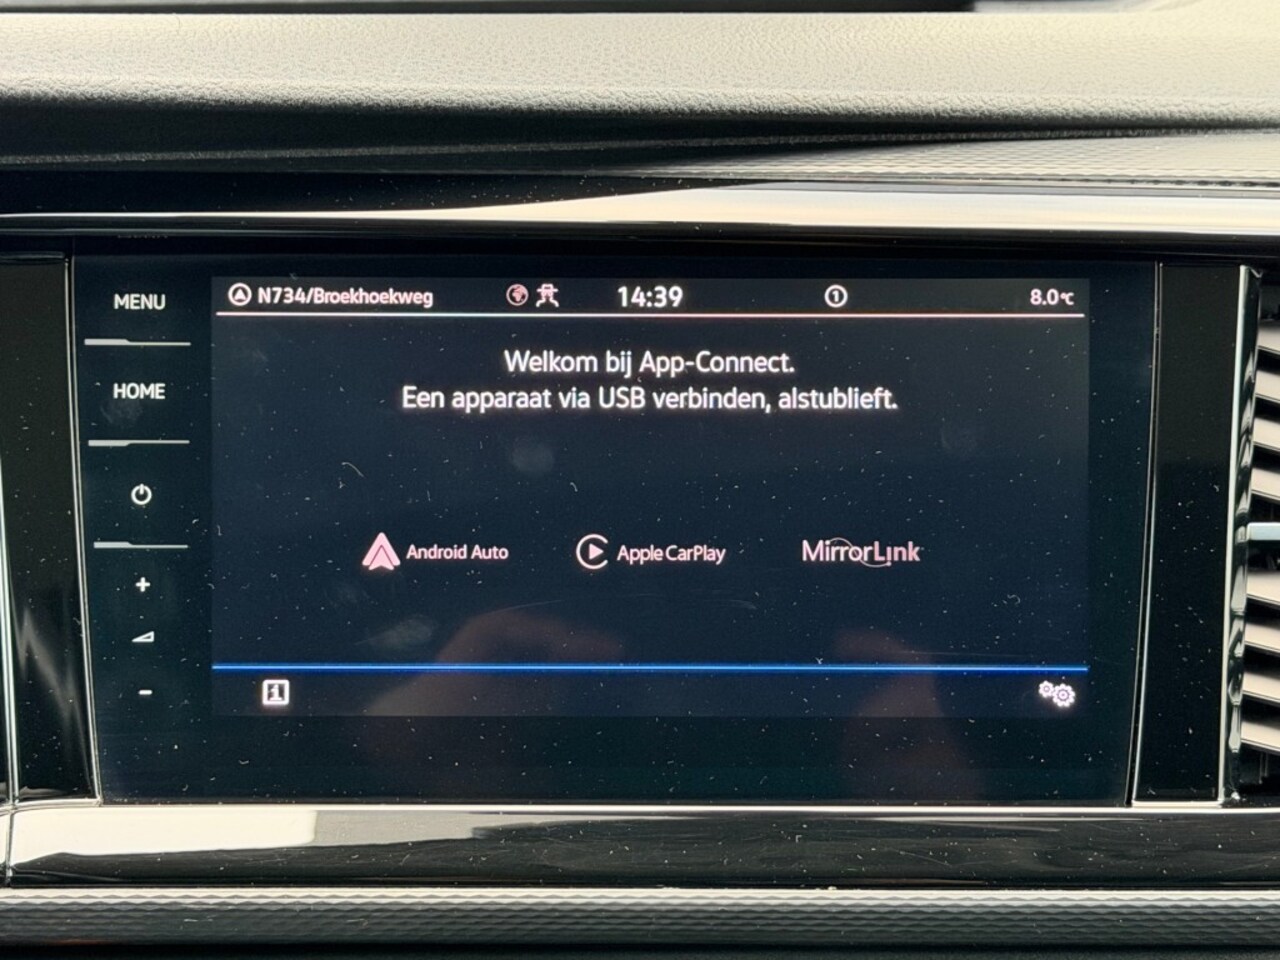 MENU
HOME
N734/Broekhoekweg
14:39
1
8.0°C
Welkom bij App-Connect.
Een apparaat via USB verbinden, alstublieft.
Android Auto
Apple CarPlay
MirrorLink